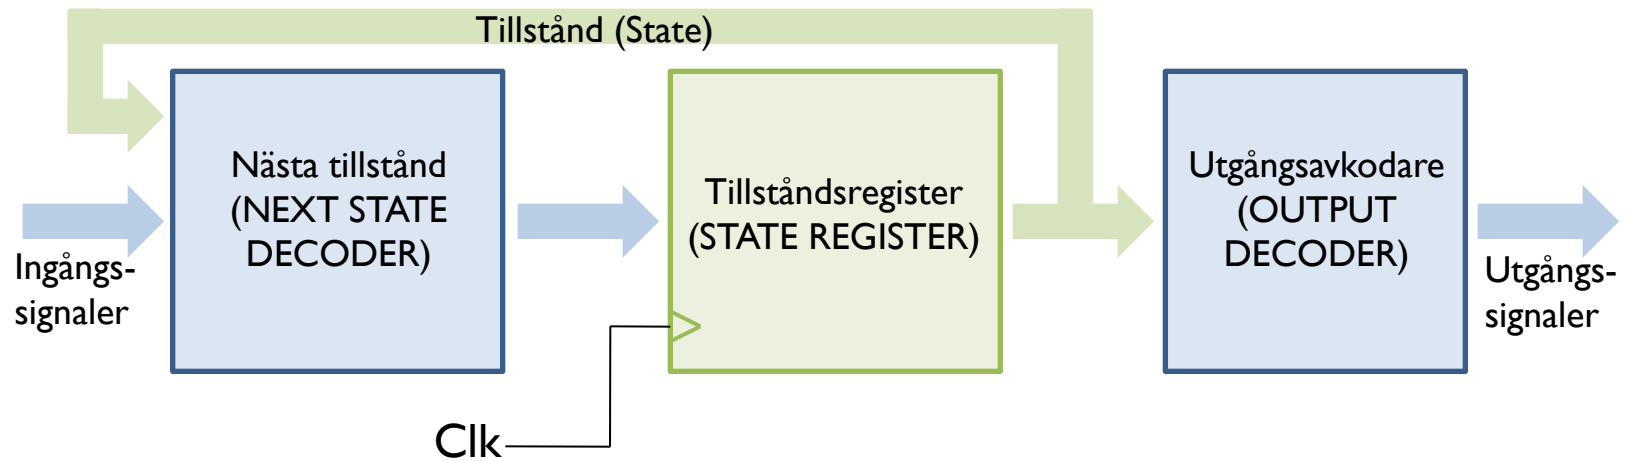 Tillstånd (State)
Nästa tillstånd
(NEXT STATE
DECODER)
Tillståndsregister
(STATE REGISTER)
Utgångsavkodare
(OUTPUT
DECODER)
Ingångs-
signaler
Utgångs-
signaler
Clk